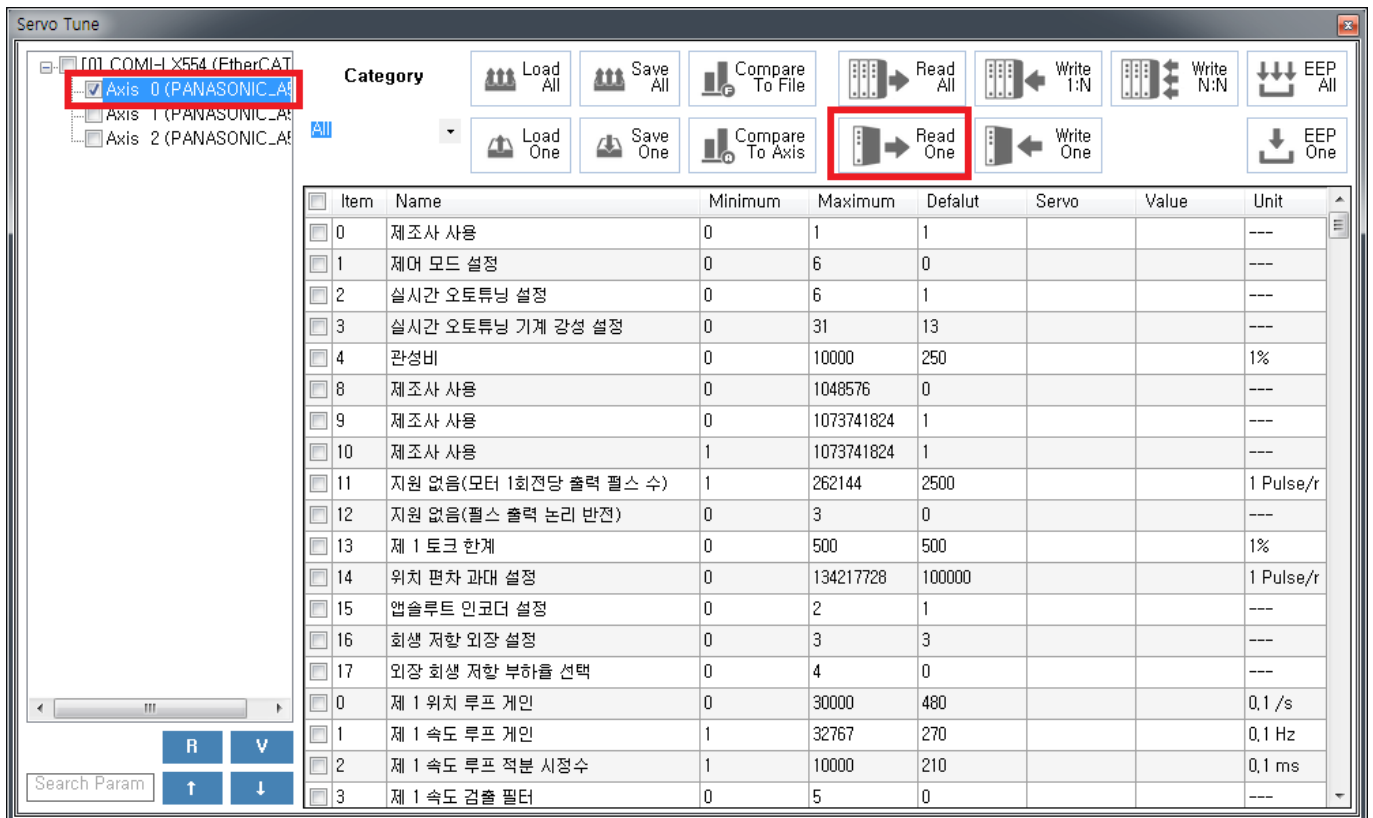 Servo Tune
[0] COMI-LX554 (EtherCAT
Axis 0 (PANASONIC_A5
Axis 1 (PANASONIC_A5
Axis 2 (PANASONIC_A5
Category
All
Load All
Save All
Compare To File
Read All
Write 1:N
Write N:N
EEP All
Load One
Save One
Compare To Axis
Read One
Write One
EEP One
Item Name Minimum Maximum Defalut Servo Value Unit
0 제조사 사용 0 1 1 ---
1 제어 모드 설정 0 6 0 ---
2 실시간 오토튜닝 설정 0 6 1 ---
3 실시간 오토튜닝 기계 강성 설정 0 31 13 ---
4 관성비 0 10000 250 1%
8 제조사 사용 0 1048576 0 ---
9 제조사 사용 0 1073741824 1 ---
10 제조사 사용 1 1073741824 1 ---
11 지원 없음(모터 1회전당 출력 펄스 수) 1 262144 2500 1 Pulse/r
12 지원 없음(펄스 출력 논리 반전) 0 3 0 ---
13 제 1 토크 한계 0 500 500 1%
14 위치 편차 과대 설정 0 134217728 100000 1 Pulse/r
15 앱솔루트 인코더 설정 0 2 1 ---
16 회생 저항 외장 설정 0 3 3 ---
17 외장 회생 저항 부하율 선택 0 4 0 ---
0 제 1 위치 루프 게인 0 30000 480 0,1 /s
1 제 1 속도 루프 게인 1 32767 270 0,1 Hz
2 제 1 속도 루프 적분 시정수 1 10000 210 0,1 ms
3 제 1 속도 검출 필터 0 5 0 ---
R V
Search Param ↑ ↓